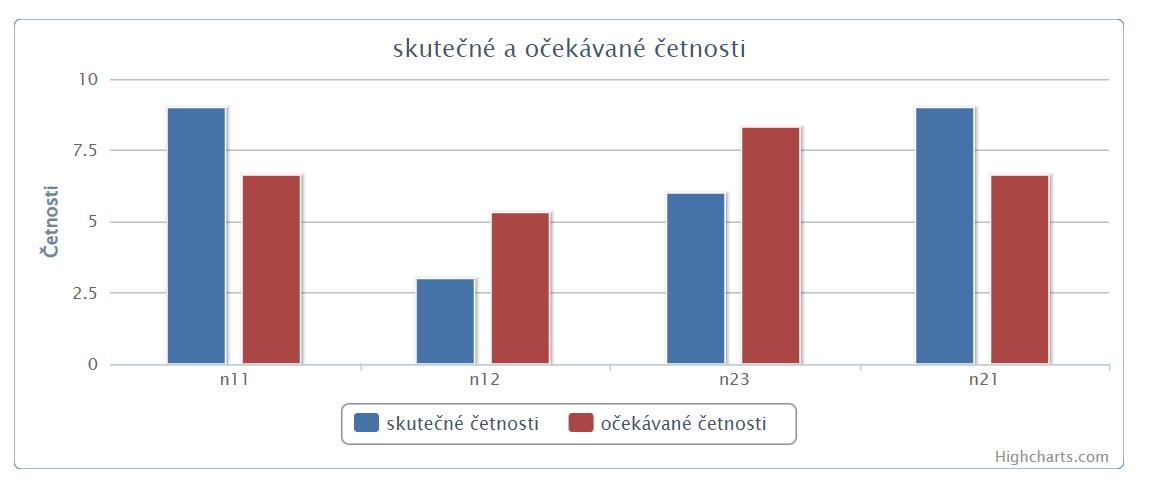 skutečné a očekávané četnosti
Četnosti
10
7.5
5
2.5
0
n11 n12 n23 n21
skutečné četnosti očekávané četnosti
Highcharts.com